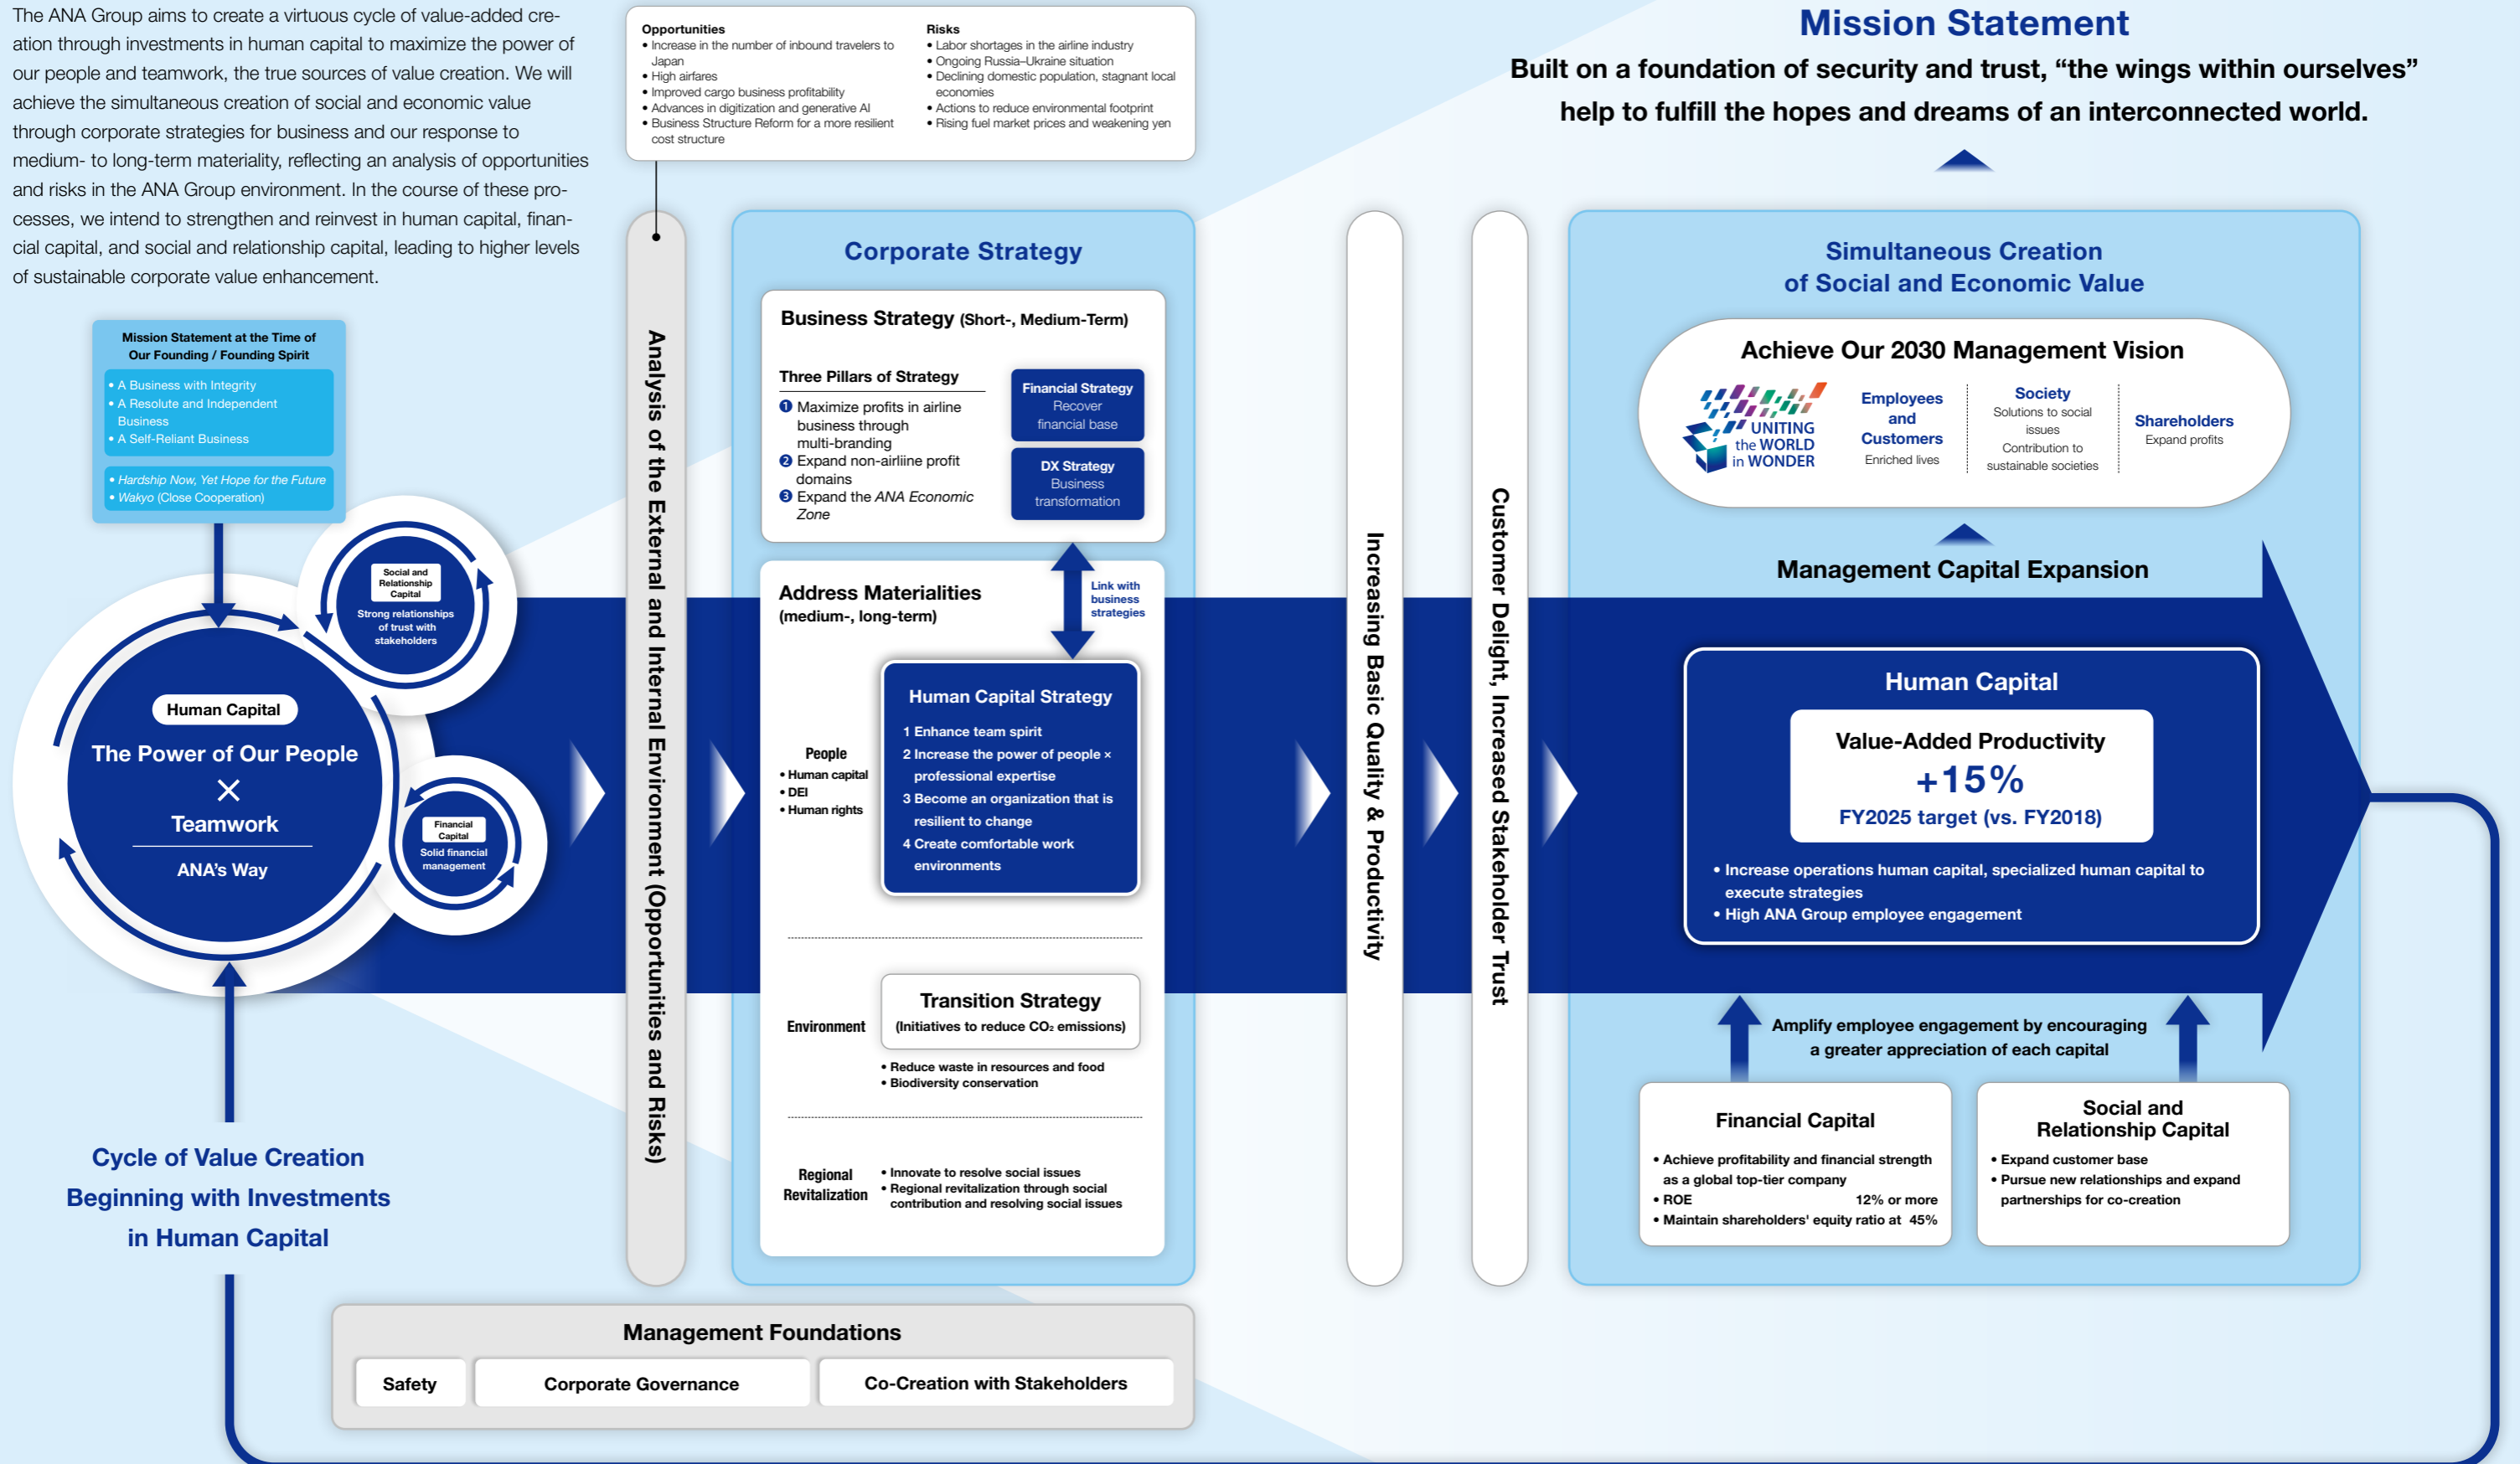 The ANA Group aims to create a virtuous cycle of value-added cre-
ation through investments in human capital to maximize the power of
our people and teamwork, the true sources of value creation. We will
achieve the simultaneous creation of social and economic value
through corporate strategies for business and our response to
medium- to long-term materiality, reflecting an analysis of opportunities
and risks in the ANA Group environment. In the course of these pro-
cesses, we intend to strengthen and reinvest in human capital, finan-
cial capital, and social and relationship capital, leading to higher levels
of sustainable corporate value enhancement.
Opportunities
• Increase in the number of inbound travelers to
Japan
• High airfares
• Improved cargo business profitability
• Advances in digitization and generative AI
• Business Structure Reform for a more resilient
cost structure
Risks
• Labor shortages in the airline industry
• Ongoing Russia–Ukraine situation
• Declining domestic population, stagnant local
economies
• Actions to reduce environmental footprint
• Rising fuel market prices and weakening yen
Mission Statement
Built on a foundation of security and trust, “the wings within ourselves”
help to fulfill the hopes and dreams of an interconnected world.
Mission Statement at the Time of
Our Founding / Founding Spirit
• A Business with Integrity
• A Resolute and Independent
Business
• A Self-Reliant Business
• Hardship Now, Yet Hope for the Future
• Wakyo (Close Cooperation)
Social and
Relationship
Capital
Strong relationships
of trust with
stakeholders
Human Capital
The Power of Our People
×
Teamwork
ANA’s Way
Financial
Capital
Solid financial
management
Cycle of Value Creation
Beginning with Investments
in Human Capital
Analysis of the External and Internal Environment (Opportunities and Risks)
Corporate Strategy
Business Strategy (Short-, Medium-Term)
Three Pillars of Strategy
❶ Maximize profits in airline
business through
multi-branding
❷ Expand non-airliine profit
domains
❸ Expand the ANA Economic
Zone
Financial Strategy
Recover
financial base
DX Strategy
Business
transformation
Address Materialities
(medium-, long-term)
Link with
business
strategies
People
• Human capital
• DEI
• Human rights
Human Capital Strategy
1 Enhance team spirit
2 Increase the power of people ×
professional expertise
3 Become an organization that is
resilient to change
4 Create comfortable work
environments
Environment
Transition Strategy
(Initiatives to reduce CO₂ emissions)
• Reduce waste in resources and food
• Biodiversity conservation
Regional
Revitalization
• Innovate to resolve social issues
• Regional revitalization through social
contribution and resolving social issues
Increasing Basic Quality & Productivity
Customer Delight, Increased Stakeholder Trust
Simultaneous Creation
of Social and Economic Value
Achieve Our 2030 Management Vision
UNITING
the WORLD
in WONDER
Employees
and
Customers
Enriched lives
Society
Solutions to social
issues
Contribution to
sustainable societies
Shareholders
Expand profits
Management Capital Expansion
Human Capital
Value-Added Productivity
+15%
FY2025 target (vs. FY2018)
• Increase operations human capital, specialized human capital to
execute strategies
• High ANA Group employee engagement
Amplify employee engagement by encouraging
a greater appreciation of each capital
Financial Capital
• Achieve profitability and financial strength
as a global top-tier company
• ROE 12% or more
• Maintain shareholders' equity ratio at 45%
Social and
Relationship Capital
• Expand customer base
• Pursue new relationships and expand
partnerships for co-creation
Management Foundations
Safety
Corporate Governance
Co-Creation with Stakeholders